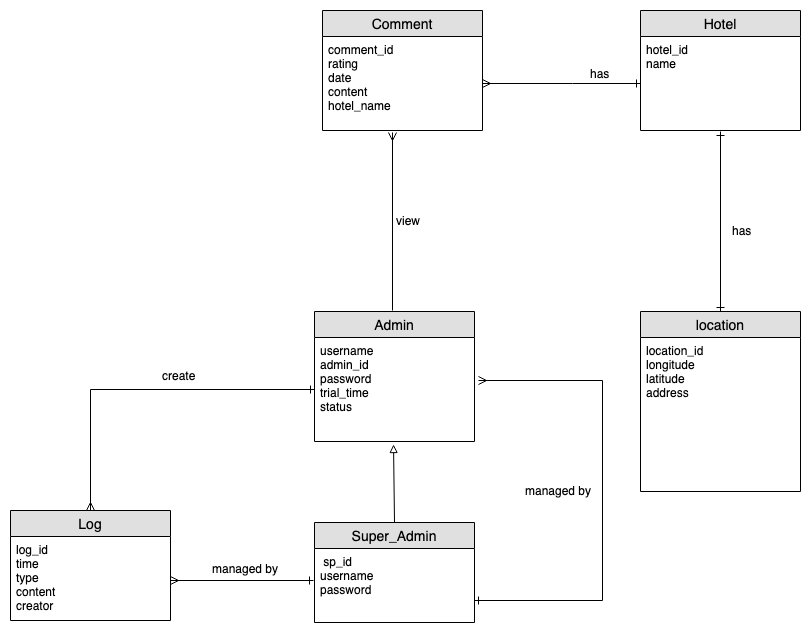 Comment
comment_id
rating
date
content
hotel_name
has
Hotel
hotel_id
name
view
has
Admin
username
admin_id
password
trial_time
status
location
location_id
longitude
latitude
address
create
managed by
Log
log_id
time
type
content
creator
managed by
Super_Admin
sp_id
username
password